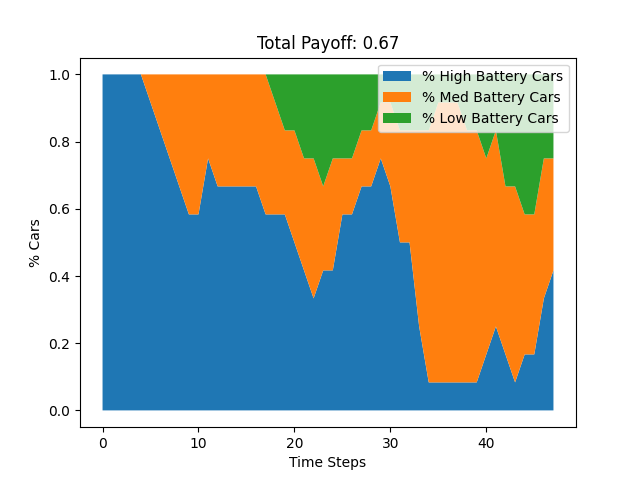 Total Payoff: 0.67
% High Battery Cars
% Med Battery Cars
% Low Battery Cars
1.0
0.8
0.6
0.4
0.2
0.0
% Cars
0
10
20
30
40
Time Steps